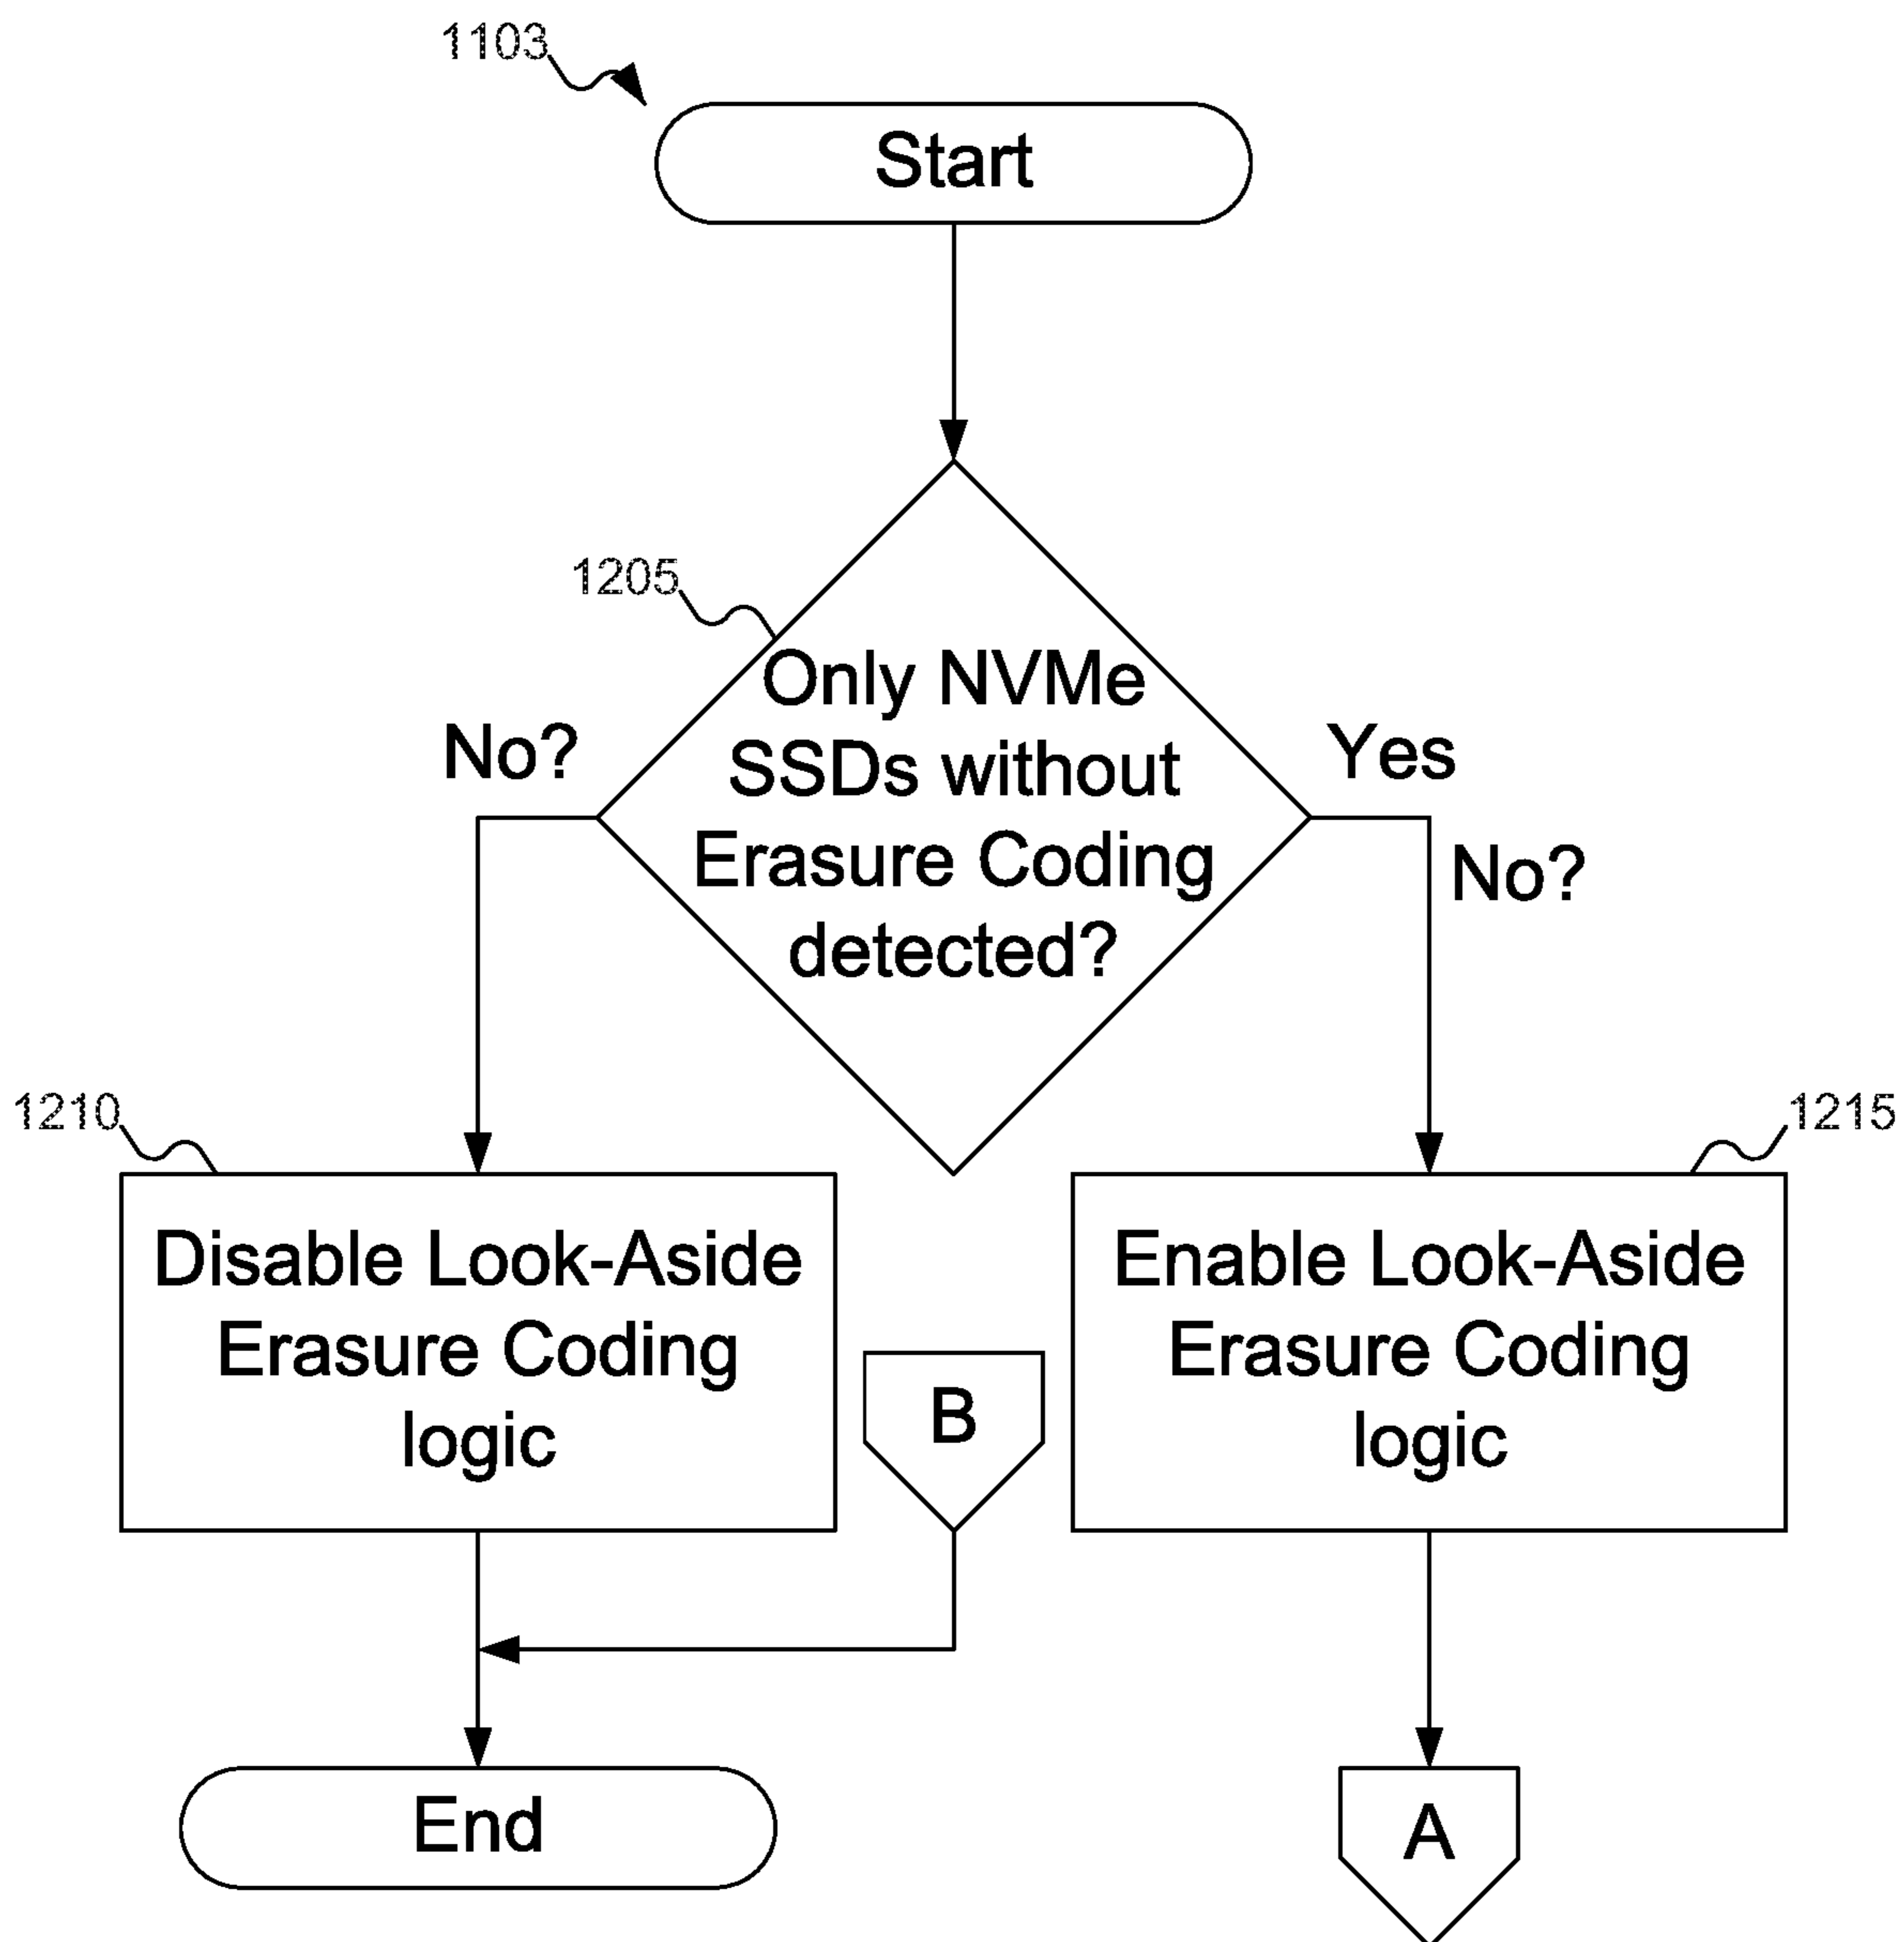 1103
Start
1205
Only NVMe
SSDs without
Erasure Coding
detected?
No?
Yes
No?
1210
Disable Look-Aside
Erasure Coding
logic
1215
Enable Look-Aside
Erasure Coding
logic
B
End
A